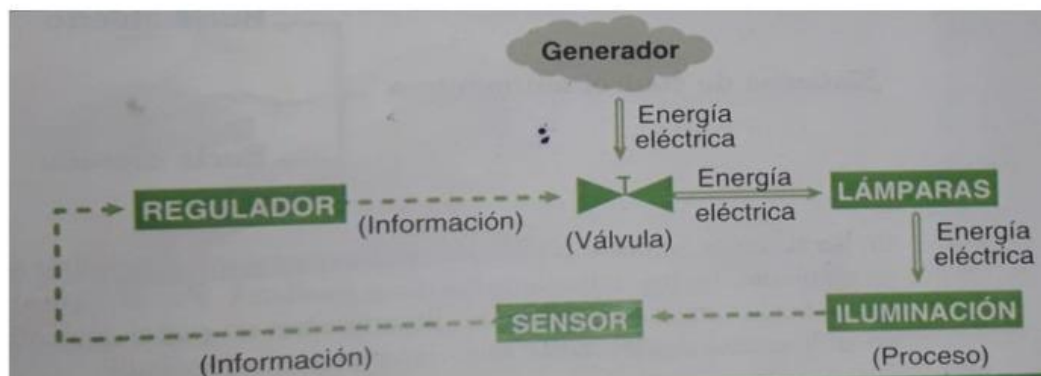 Generador
Energía
eléctrica
REGULADOR
(Información)
(Válvula)
Energía
eléctrica
LÁMPARAS
Energía
eléctrica
ILUMINACIÓN
(Proceso)
SENSOR
(Información)